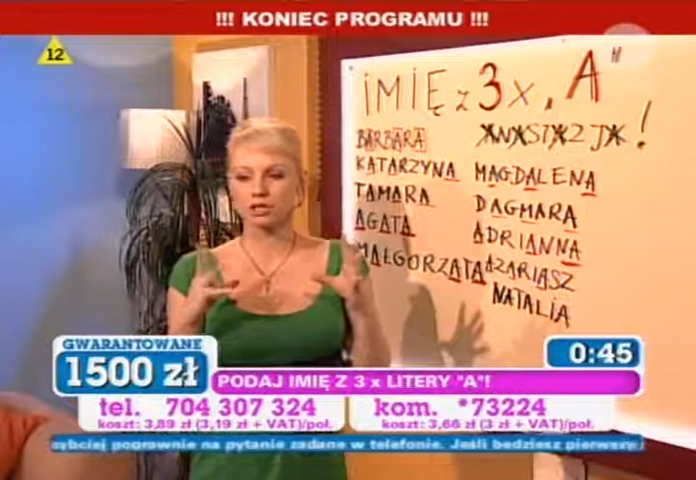 !!! KONIEC PROGRAMU !!!
12
IMIĘ z 3 x „A"
BARBARA
KATARZYNA
TAMARA
AGATA
MAŁGORZATA
ANASTAZJA!
MAGDALENA
DAGMARA
ADRIANNA
AZARIASZ
NATALIA
GWARANTOWANE
1500 zł
0:45
PODAJ IMIĘ Z 3 x LITERY "A"!
tel. 704 307 324
koszt: 3,89 zł (3,19 zł + VAT)/poł.
kom. *73224
koszt: 3,66 zł (3 zł + VAT)/poł.
zybciej poprawnie na pytanie zadane w telefonie. Jeśli będziesz pierwszy